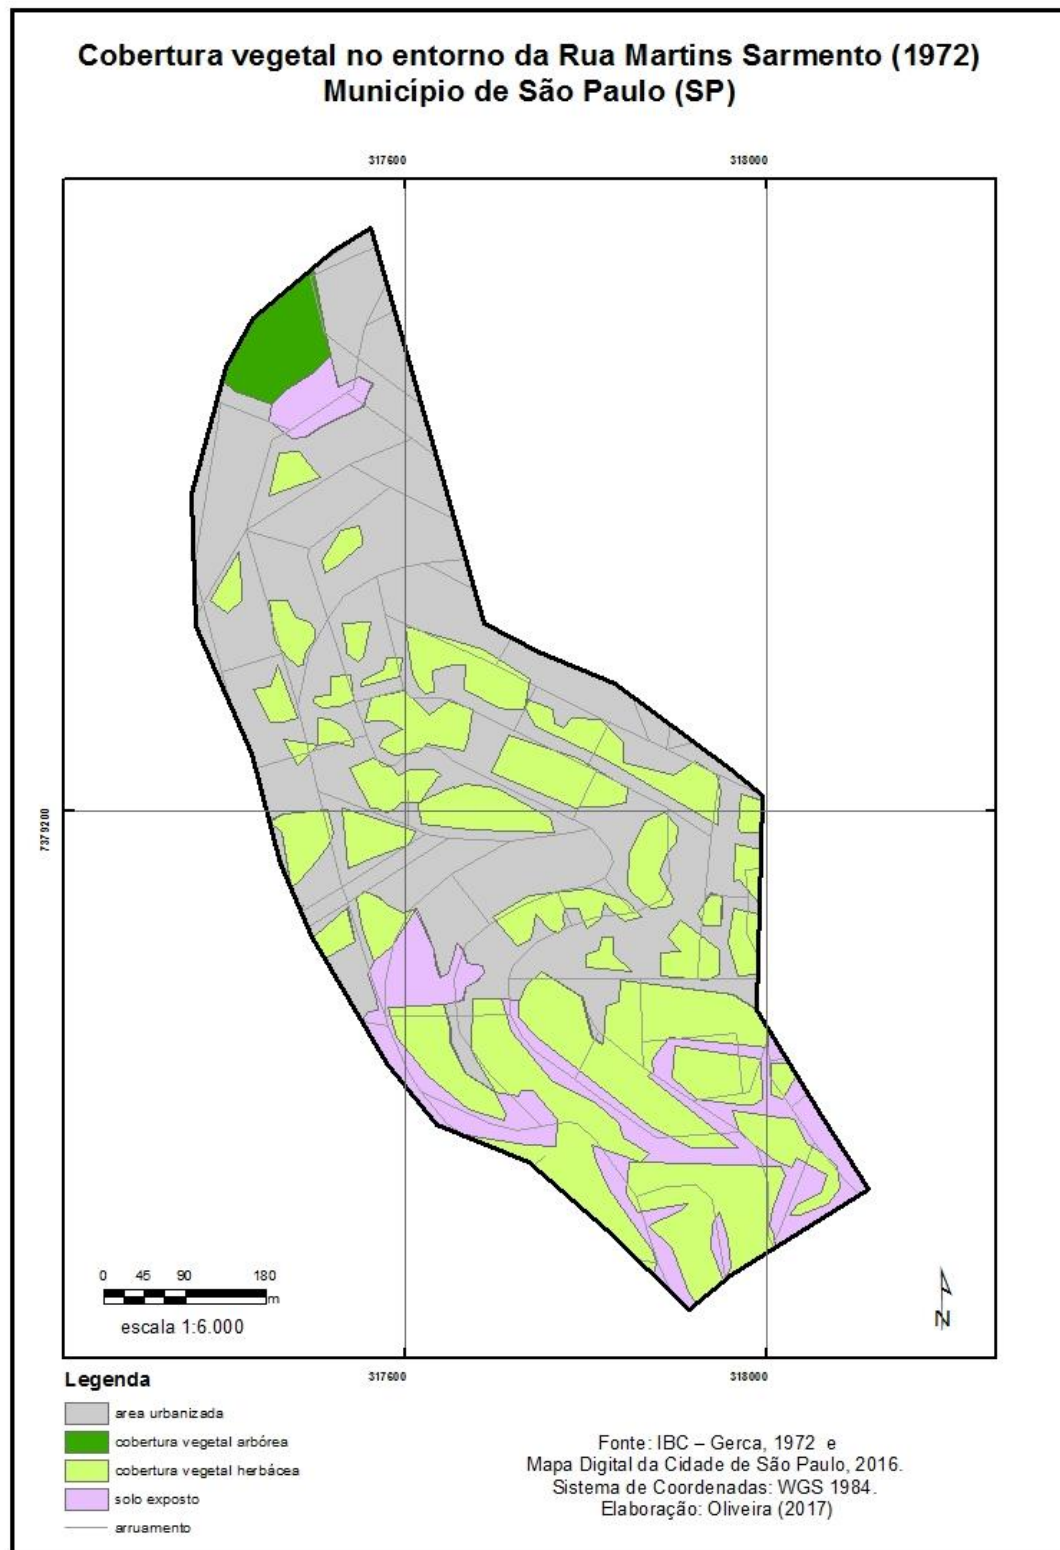 Cobertura vegetal no entorno da Rua Martins Sarmento (1972)
Município de São Paulo (SP)
317600
318000
7379200
0 45 90 180
m
escala 1:6.000
N
317600
318000
Legenda
area urbanizada
cobertura vegetal arbórea
cobertura vegetal herbácea
solo exposto
arruamento
Fonte: IBC – Gerca, 1972 e
Mapa Digital da Cidade de São Paulo, 2016.
Sistema de Coordenadas: WGS 1984.
Elaboração: Oliveira (2017)